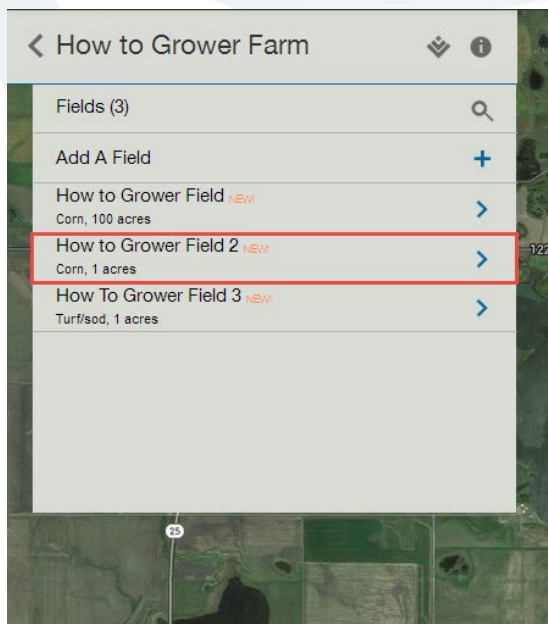 How to Grower Farm
Fields (3)
Add A Field
How to Grower Field NEW!
Corn, 100 acres
How to Grower Field 2 NEW!
Corn, 1 acres
122
How To Grower Field 3 NEW!
Turf/sod, 1 acres
25